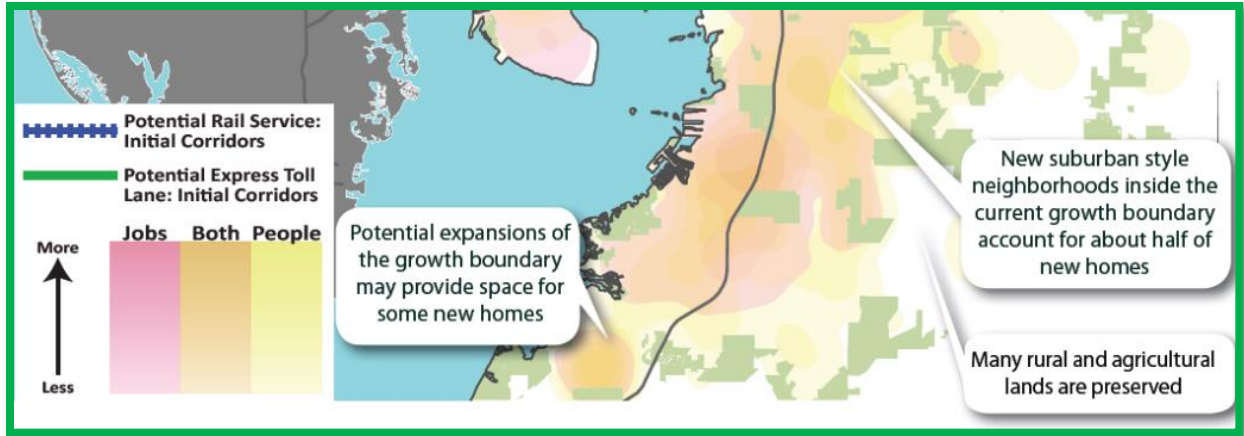 Potential Rail Service:
Initial Corridors
Potential Express Toll
Lane: Initial Corridors
Jobs Both People
More
Less
Potential expansions of
the growth boundary
may provide space for
some new homes
New suburban style
neighborhoods inside the
current growth boundary
account for about half of
new homes
Many rural and agricultural
lands are preserved